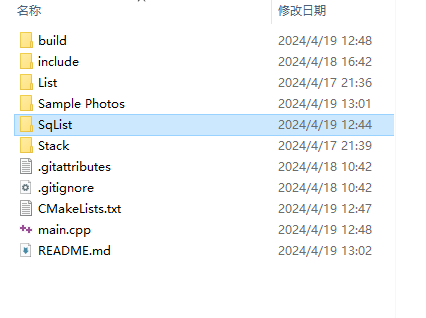 名称 修改日期
build 2024/4/19 12:48
include 2024/4/18 16:42
List 2024/4/17 21:36
Sample Photos 2024/4/19 13:01
SqList 2024/4/19 12:44
Stack 2024/4/17 21:39
.gitattributes 2024/4/18 10:42
.gitignore 2024/4/18 10:42
CMakeLists.txt 2024/4/19 12:47
main.cpp 2024/4/19 12:48
README.md 2024/4/19 13:02